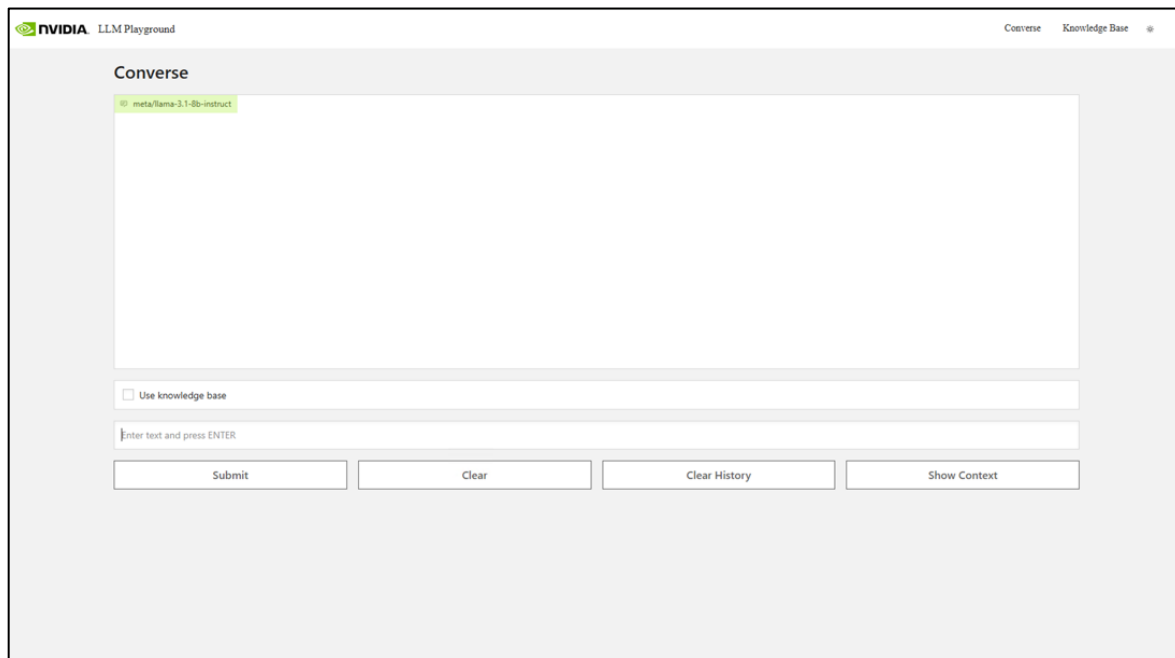 NVIDIA. LLM Playground Converse Knowledge Base
Converse
meta/llama-3.1-8b-instruct
Use knowledge base
Enter text and press ENTER
Submit Clear Clear History Show Context